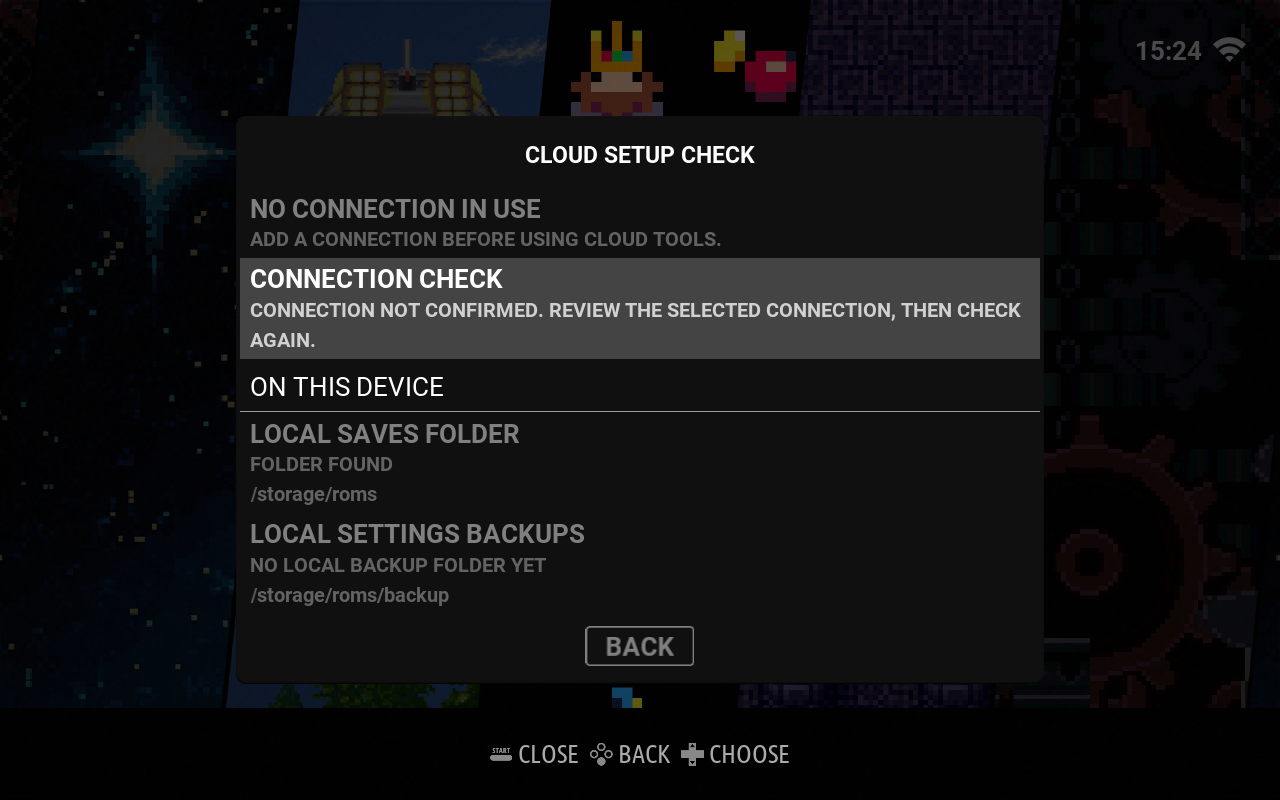 15:24
CLOUD SETUP CHECK
NO CONNECTION IN USE
ADD A CONNECTION BEFORE USING CLOUD TOOLS.
CONNECTION CHECK
CONNECTION NOT CONFIRMED. REVIEW THE SELECTED CONNECTION, THEN CHECK
AGAIN.
ON THIS DEVICE
LOCAL SAVES FOLDER
FOLDER FOUND
/storage/roms
LOCAL SETTINGS BACKUPS
NO LOCAL BACKUP FOLDER YET
/storage/roms/backup
BACK
START CLOSE BACK CHOOSE